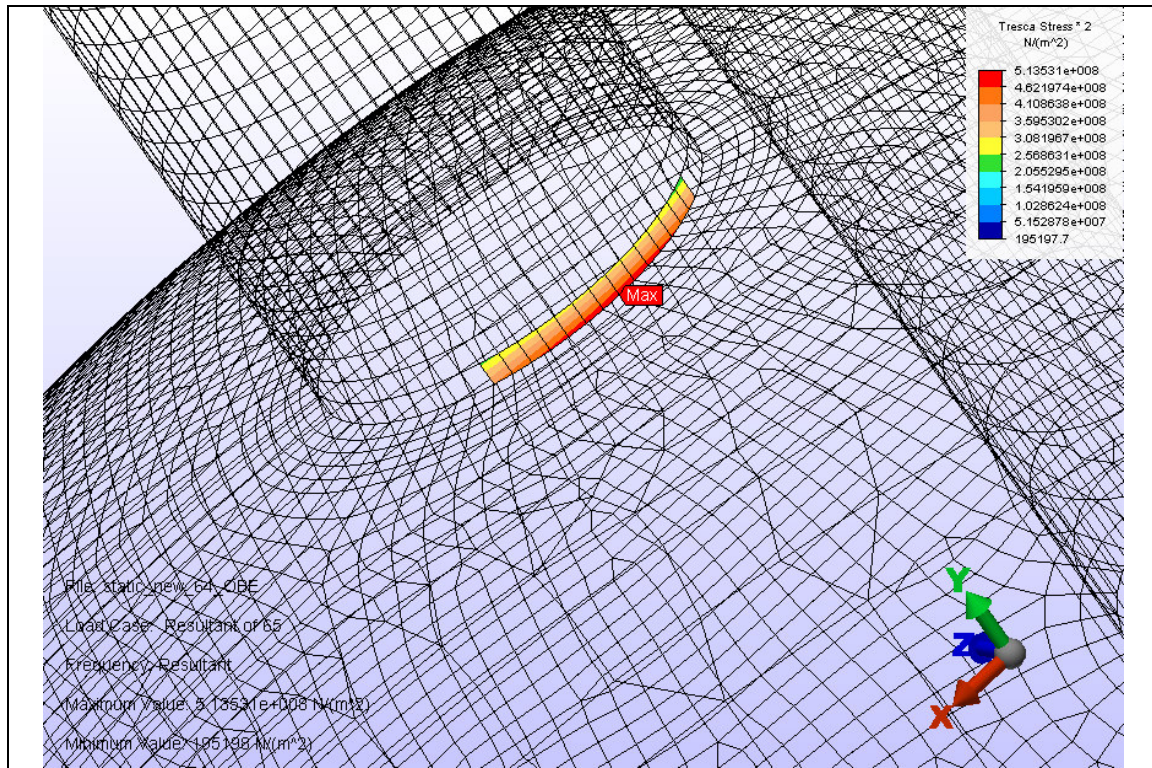 Tresca Stress * 2
N/(m^2)
5.13531e+008
4.621974e+008
4.108638e+008
3.595302e+008
3.081967e+008
2.568631e+008
2.055295e+008
1.541959e+008
1.028624e+008
5.152878e+007
195197.7
Max
File: static_new_64_OBE
Load Case: Resultant of 65
Frequency: Resultant
Maximum Value: 5.13531e+008 N/(m^2)
Minimum Value: 195198 N/(m^2)
Y
Z
X